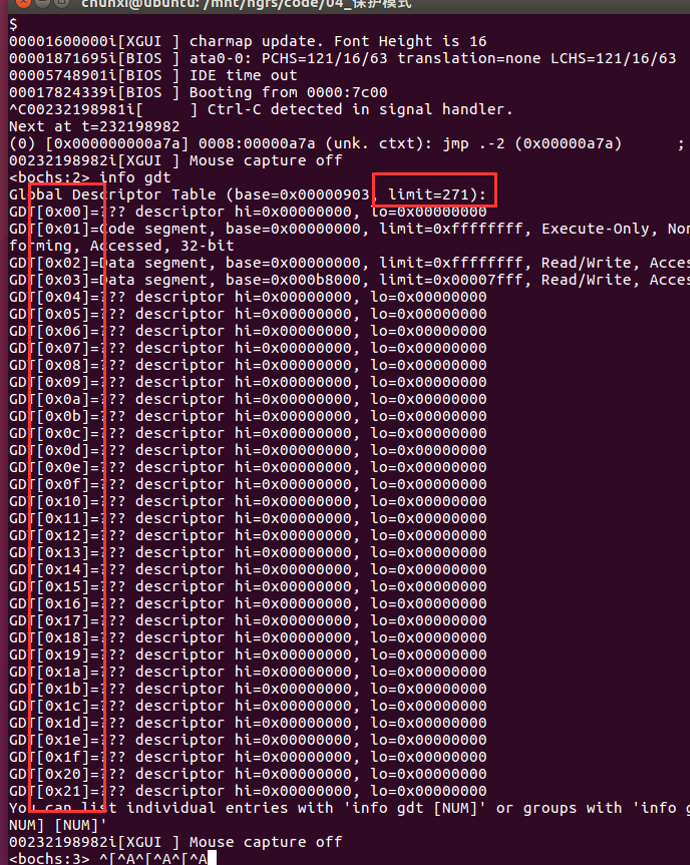 chunxi@ubuntu: /mnt/hgfs/code/04_保护模式
$
00001600000i[XGUI ] charmap update. Font Height is 16
00001871695i[BIOS ] ata0-0: PCHS=121/16/63 translation=none LCHS=121/16/63
00005748901i[BIOS ] IDE time out
00017824339i[BIOS ] Booting from 0000:7c00
^C00232198981i[      ] Ctrl-C detected in signal handler.
Next at t=232198982
(0) [0x000000000a7a] 0008:00000a7a (unk. ctxt): jmp .-2 (0x00000a7a)      ;
00232198982i[XGUI ] Mouse capture off
<bochs:2> info gdt
Global Descriptor Table (base=0x00000903, limit=271):
GDT[0x00]=??? descriptor hi=0x00000000, lo=0x00000000
GDT[0x01]=Code segment, base=0x00000000, limit=0xffffffff, Execute-Only, Non
forming, Accessed, 32-bit
GDT[0x02]=Data segment, base=0x00000000, limit=0xffffffff, Read/Write, Acces
GDT[0x03]=Data segment, base=0x000b8000, limit=0x00007fff, Read/Write, Acces
GDT[0x04]=??? descriptor hi=0x00000000, lo=0x00000000
GDT[0x05]=??? descriptor hi=0x00000000, lo=0x00000000
GDT[0x06]=??? descriptor hi=0x00000000, lo=0x00000000
GDT[0x07]=??? descriptor hi=0x00000000, lo=0x00000000
GDT[0x08]=??? descriptor hi=0x00000000, lo=0x00000000
GDT[0x09]=??? descriptor hi=0x00000000, lo=0x00000000
GDT[0x0a]=??? descriptor hi=0x00000000, lo=0x00000000
GDT[0x0b]=??? descriptor hi=0x00000000, lo=0x00000000
GDT[0x0c]=??? descriptor hi=0x00000000, lo=0x00000000
GDT[0x0d]=??? descriptor hi=0x00000000, lo=0x00000000
GDT[0x0e]=??? descriptor hi=0x00000000, lo=0x00000000
GDT[0x0f]=??? descriptor hi=0x00000000, lo=0x00000000
GDT[0x10]=??? descriptor hi=0x00000000, lo=0x00000000
GDT[0x11]=??? descriptor hi=0x00000000, lo=0x00000000
GDT[0x12]=??? descriptor hi=0x00000000, lo=0x00000000
GDT[0x13]=??? descriptor hi=0x00000000, lo=0x00000000
GDT[0x14]=??? descriptor hi=0x00000000, lo=0x00000000
GDT[0x15]=??? descriptor hi=0x00000000, lo=0x00000000
GDT[0x16]=??? descriptor hi=0x00000000, lo=0x00000000
GDT[0x17]=??? descriptor hi=0x00000000, lo=0x00000000
GDT[0x18]=??? descriptor hi=0x00000000, lo=0x00000000
GDT[0x19]=??? descriptor hi=0x00000000, lo=0x00000000
GDT[0x1a]=??? descriptor hi=0x00000000, lo=0x00000000
GDT[0x1b]=??? descriptor hi=0x00000000, lo=0x00000000
GDT[0x1c]=??? descriptor hi=0x00000000, lo=0x00000000
GDT[0x1d]=??? descriptor hi=0x00000000, lo=0x00000000
GDT[0x1e]=??? descriptor hi=0x00000000, lo=0x00000000
GDT[0x1f]=??? descriptor hi=0x00000000, lo=0x00000000
GDT[0x20]=??? descriptor hi=0x00000000, lo=0x00000000
GDT[0x21]=??? descriptor hi=0x00000000, lo=0x00000000
You can list individual entries with 'info gdt [NUM]' or groups with 'info g
NUM] [NUM]'
00232198982i[XGUI ] Mouse capture off
<bochs:3> ^[^A^[^A^[^A